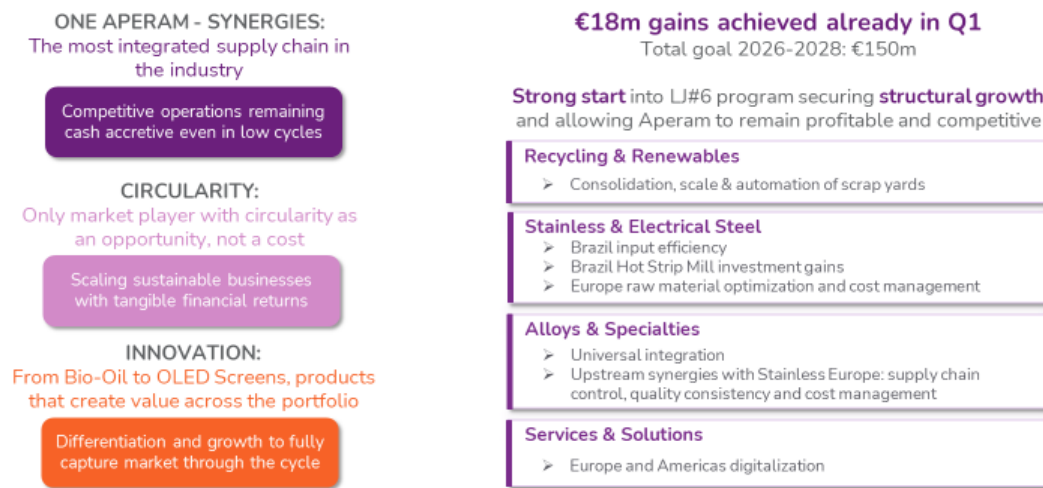 ONE APERAM - SYNERGIES:
The most integrated supply chain in
the industry
Competitive operations remaining
cash accretive even in low cycles
CIRCULARITY:
Only market player with circularity as
an opportunity, not a cost
Scaling sustainable businesses
with tangible financial returns
INNOVATION:
From Bio-Oil to OLED Screens, products
that create value across the portfolio
Differentiation and growth to fully
capture market through the cycle
€18m gains achieved already in Q1
Total goal 2026-2028: €150m
Strong start into LJ#6 program securing structural growth
and allowing Aperam to remain profitable and competitive
Recycling & Renewables
➢ Consolidation, scale & automation of scrap yards
Stainless & Electrical Steel
➢ Brazil input efficiency
➢ Brazil Hot Strip Mill investment gains
➢ Europe raw material optimization and cost management
Alloys & Specialties
➢ Universal integration
➢ Upstream synergies with Stainless Europe: supply chain
control, quality consistency and cost management
Services & Solutions
➢ Europe and Americas digitalization